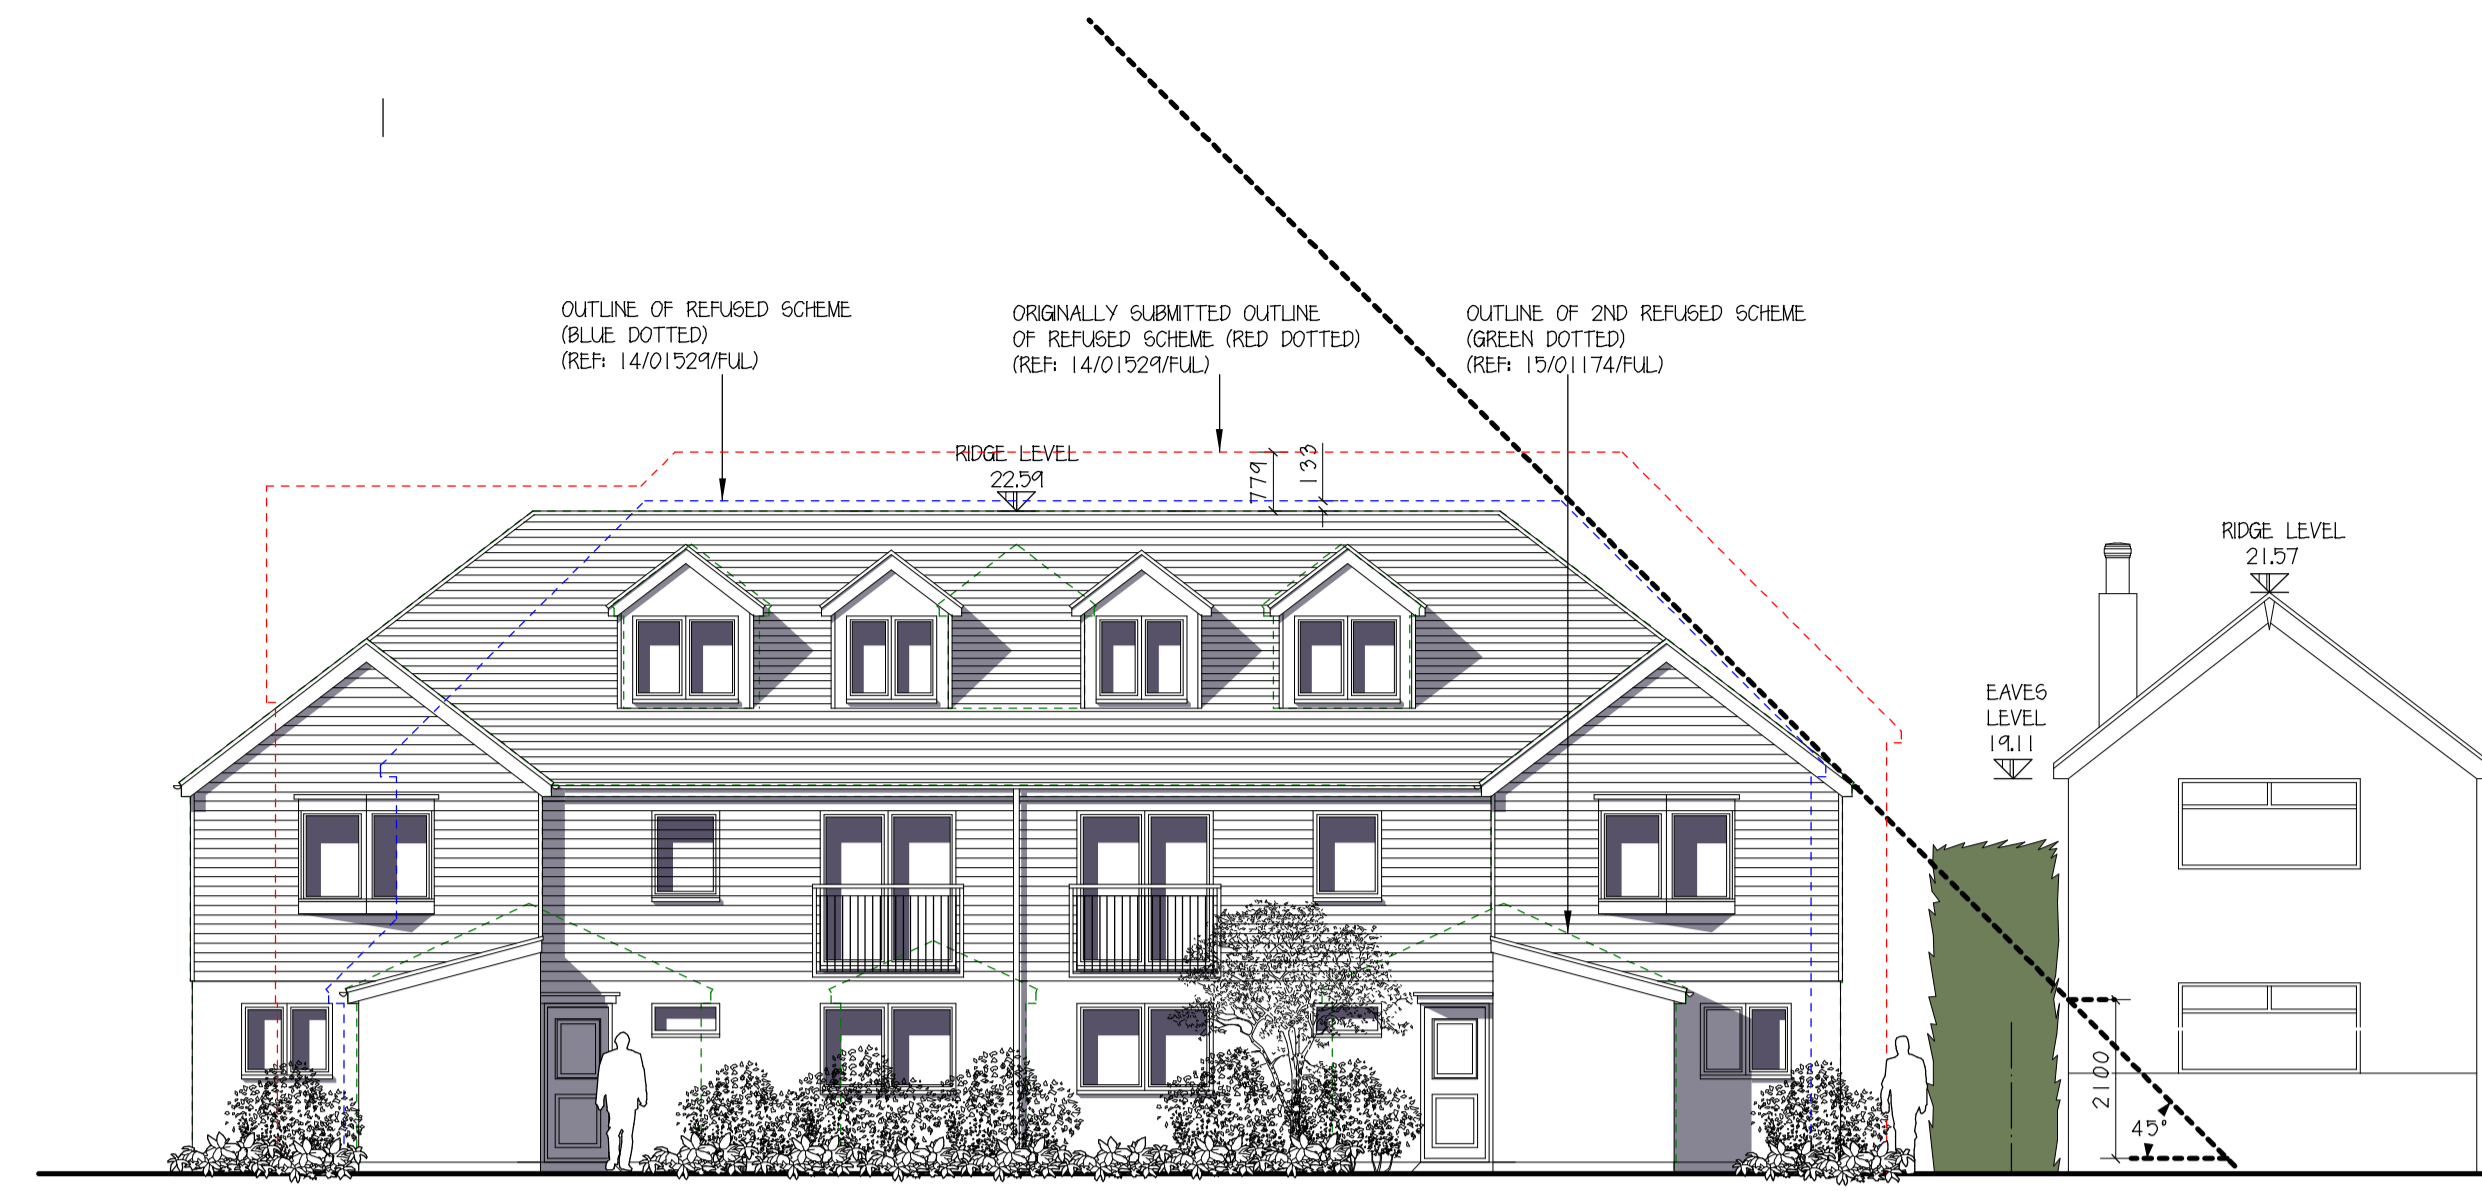 OUTLINE OF REFUSED SCHEME
(BLUE DOTTED)
(REF: 14/01529/FUL)
ORIGINALLY SUBMITTED OUTLINE
OF REFUSED SCHEME (RED DOTTED)
(REF: 14/01529/FUL)
OUTLINE OF 2ND REFUSED SCHEME
(GREEN DOTTED)
(REF: 15/01174/FUL)
RIDGE LEVEL
22.59
779
133
RIDGE LEVEL
21.57
EAVES
LEVEL
19.11
2100
45°